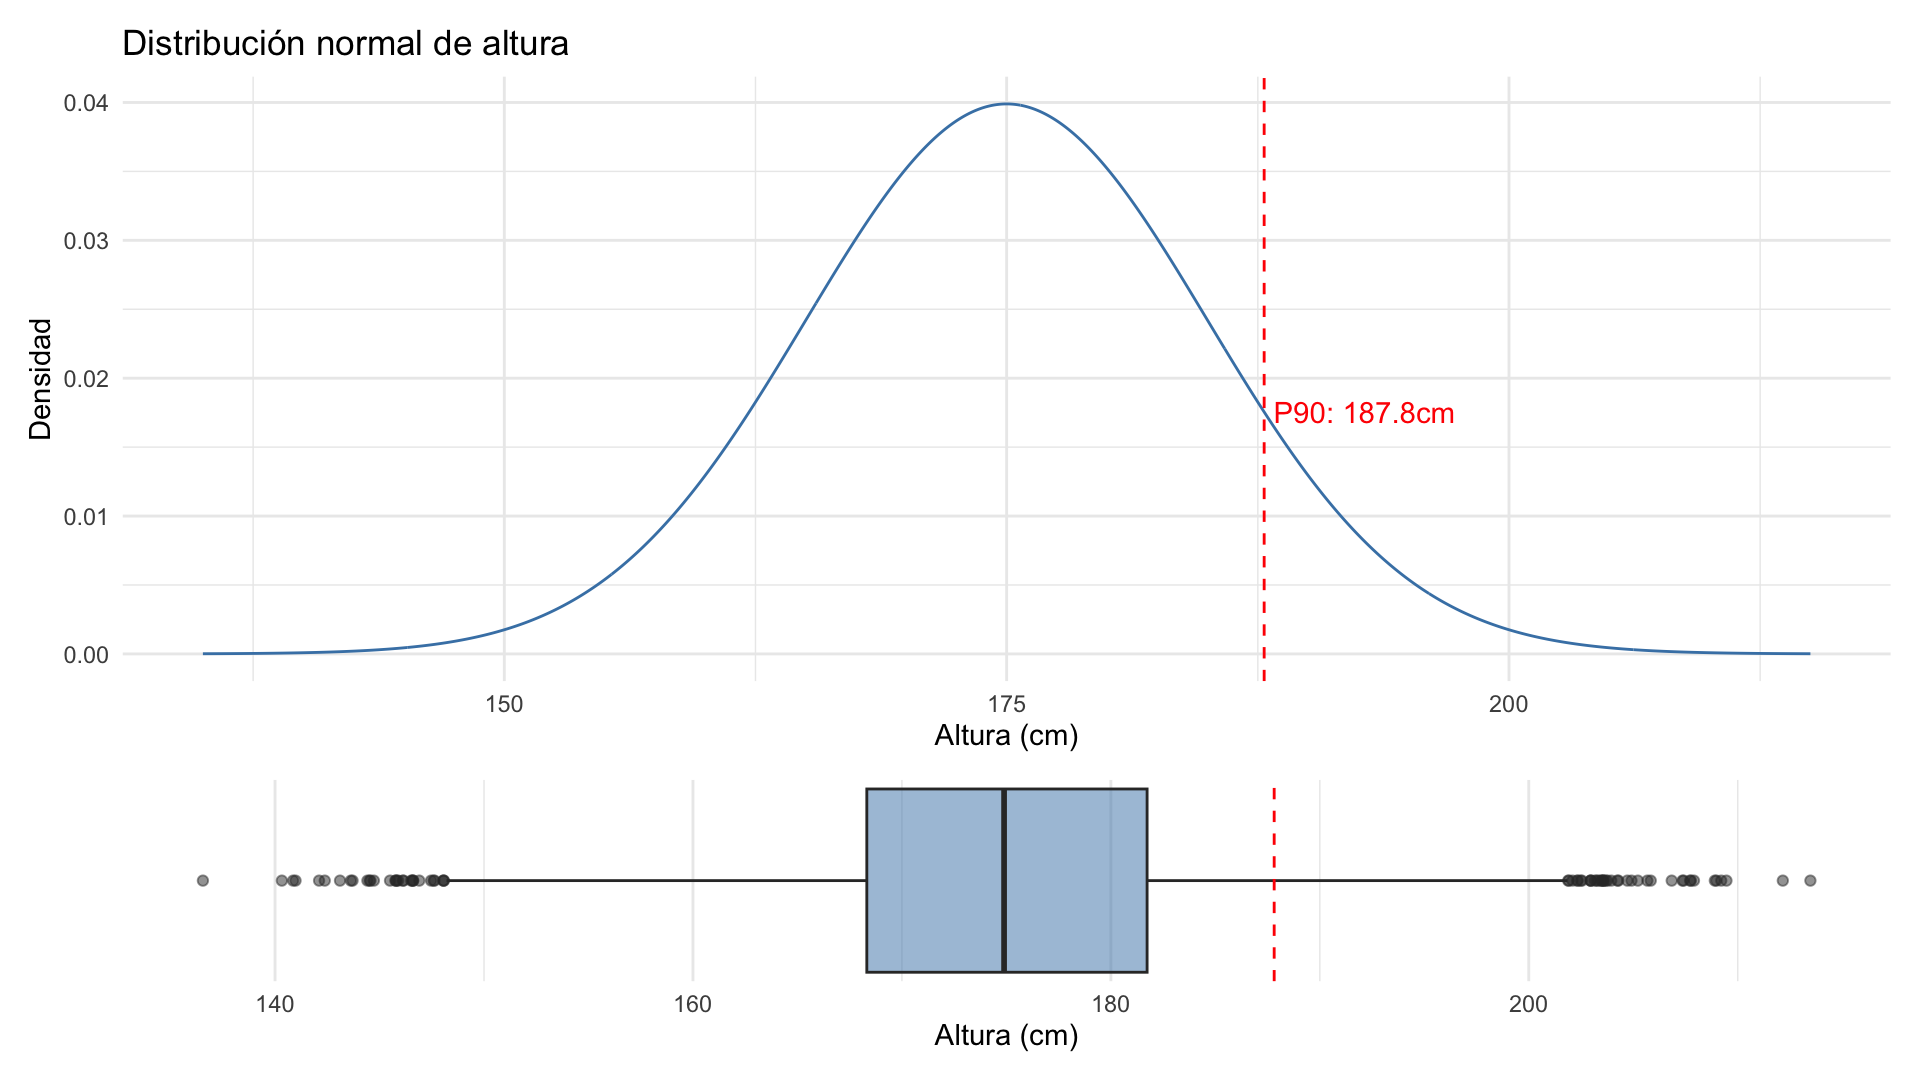 Distribución normal de altura
0.04
0.03
0.02
0.01
0.00
Densidad
P90: 187.8cm
150 175 200
Altura (cm)
140 160 180 200
Altura (cm)